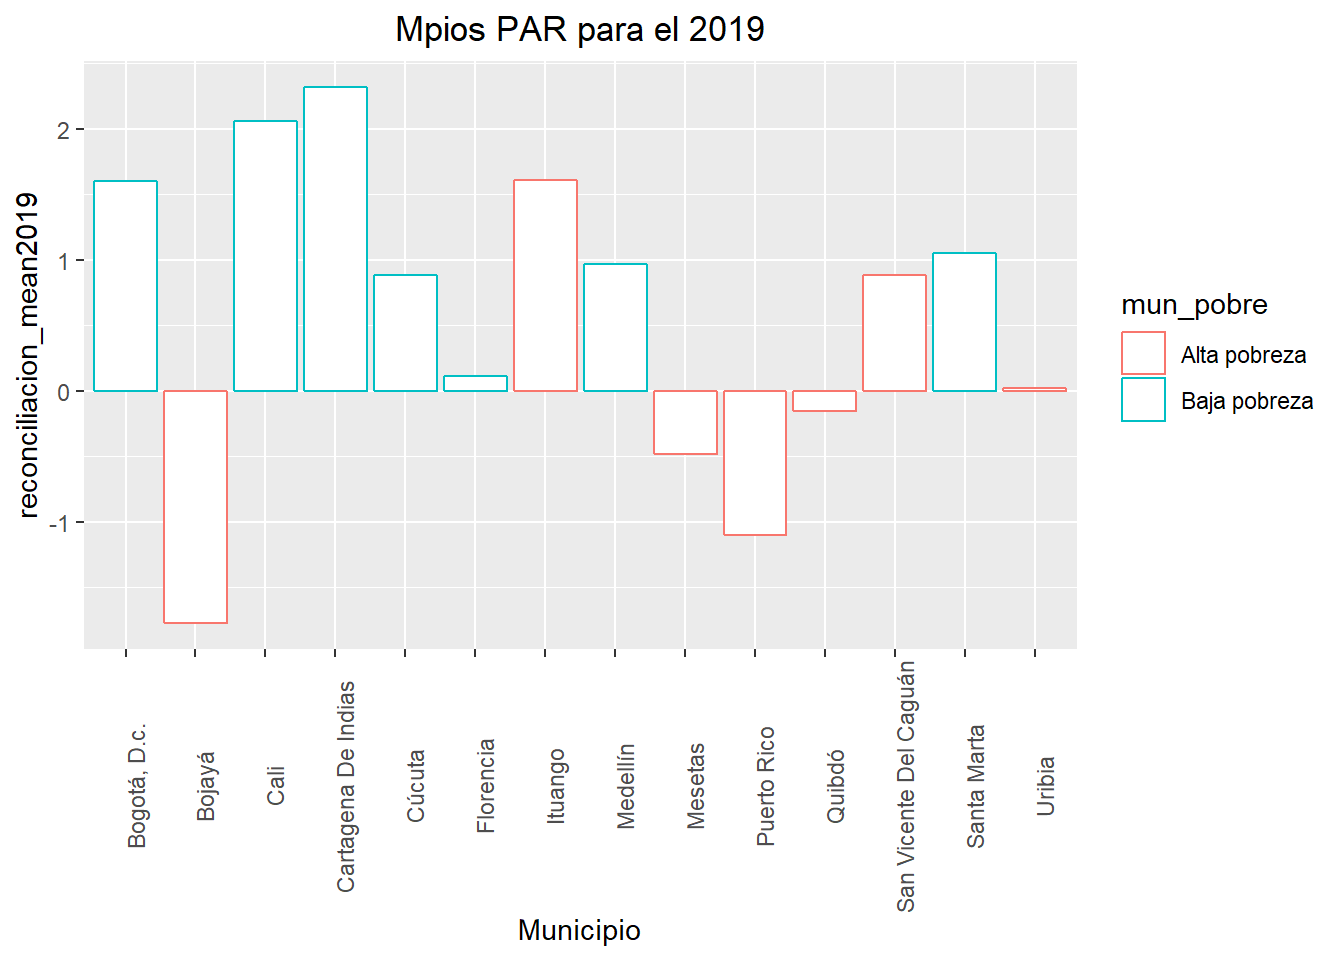 Mpios PAR para el 2019
reconciliacion_mean2019
2
1
0
-1
Bogotá, D.c.
Bojayá
Cali
Cartagena De Indias
Cúcuta
Florencia
Ituango
Medellín
Mesetas
Puerto Rico
Quibdó
San Vicente Del Caguán
Santa Marta
Uribia
Municipio
mun_pobre
Alta pobreza
Baja pobreza